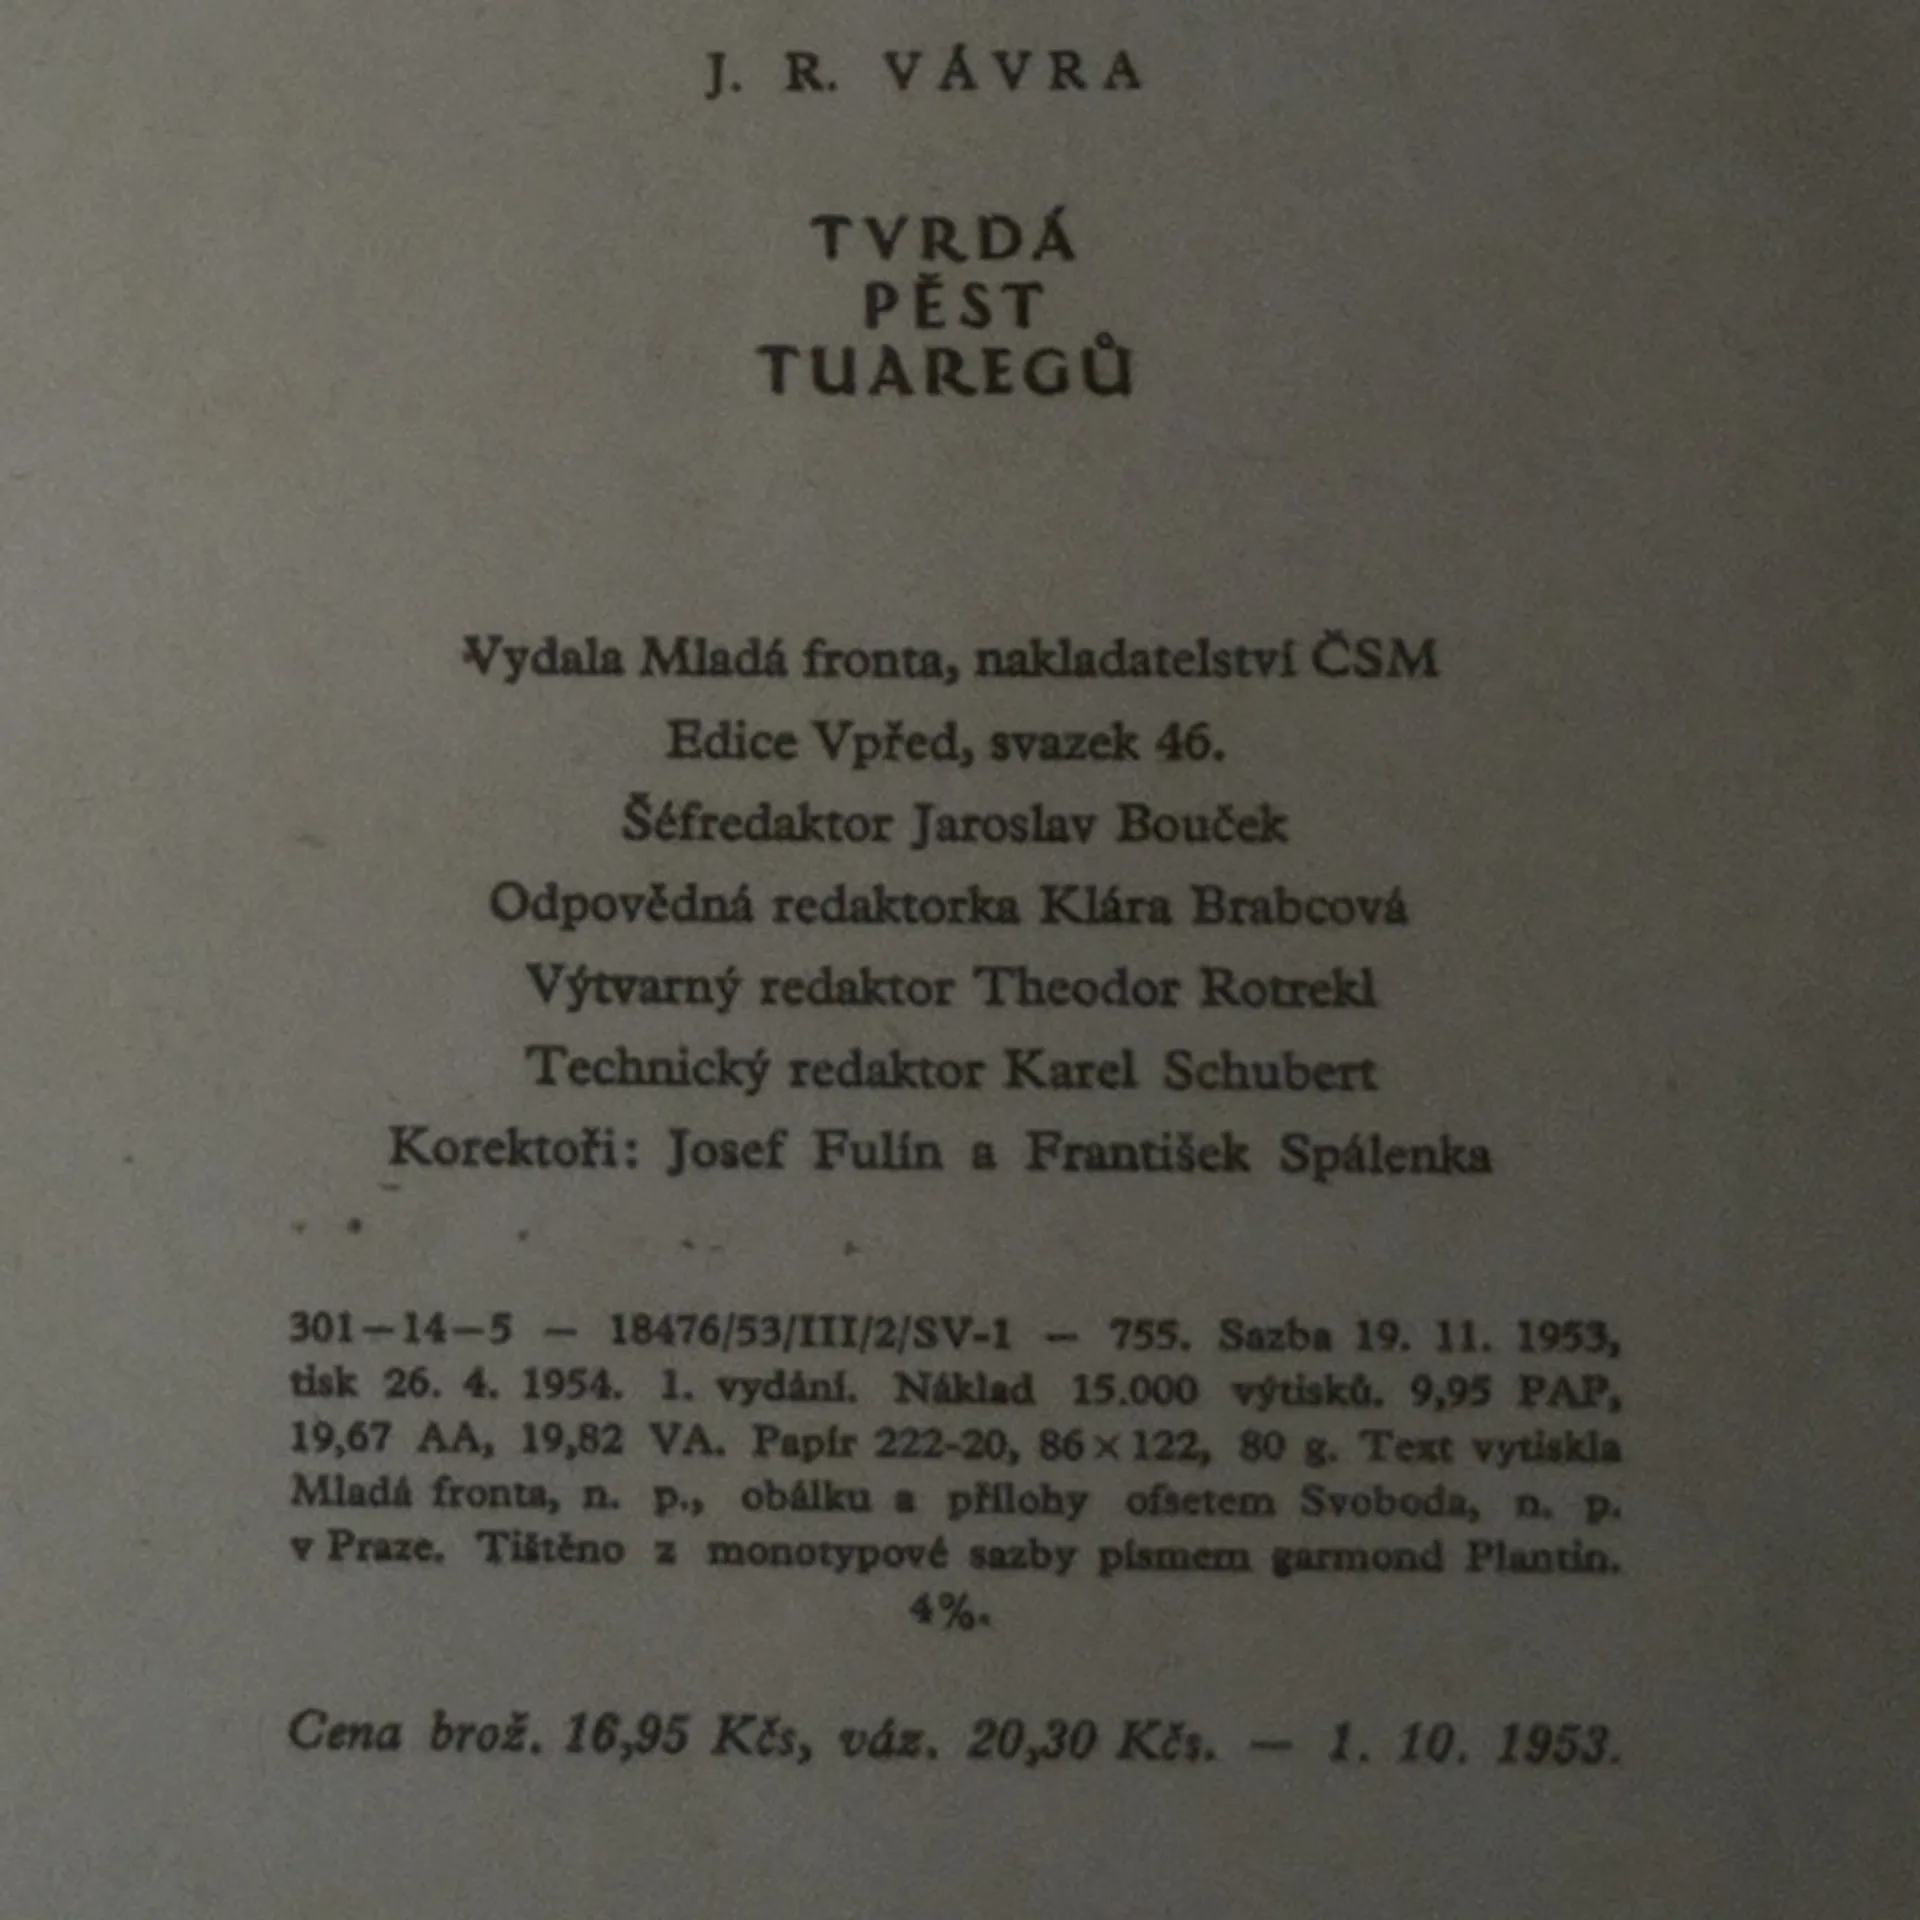 J. R. VÁVRA
TVRDÁ
PĚST
TUAREGŮ
Vydala Mladá fronta, nakladatelství ČSM
Edice Vpřed, svazek 46.
Šéfredaktor Jaroslav Bouček
Odpovědná redaktorka Klára Brabcová
Výtvarný redaktor Theodor Rotrekl
Technický redaktor Karel Schubert
Korektoři: Josef Fulín a František Spálenka
301—14—5 — 18476/53/III/2/SV-1 — 755. Sazba 19. 11. 1953,
tisk 26. 4. 1954. 1. vydání. Náklad 15.000 výtisků. 9,95 PAP,
19,67 AA, 19,82 VA. Papír 222-20, 86×122, 80 g. Text vytiskla
Mladá fronta, n. p., obálku a přílohy ofsetem Svoboda, n. p.
v Praze. Tištěno z monotypové sazby písmem garmond Plantin.
4%.
Cena brož. 16,95 Kčs, váz. 20,30 Kčs. — 1. 10. 1953.